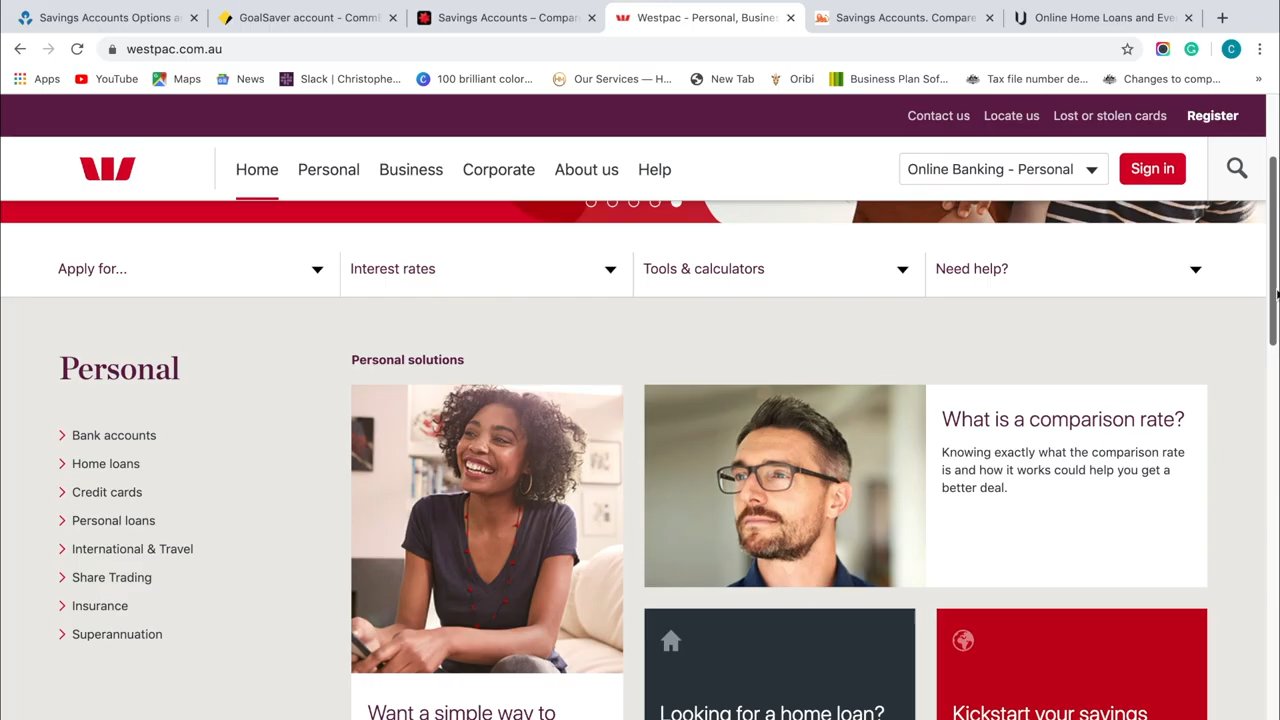 Savings Accounts Options a
GoalSaver account - CommB
Savings Accounts – Compar
Westpac - Personal, Busine
Savings Accounts. Compare
Online Home Loans and Eve
westpac.com.au
C
Apps
YouTube
Maps
News
Slack | Christophe...
100 brilliant color...
Our Services — H...
New Tab
Oribi
Business Plan Sof...
Tax file number de...
Changes to comp...
»
Contact us
Locate us
Lost or stolen cards
Register
Home
Personal
Business
Corporate
About us
Help
Online Banking - Personal
Sign in
Apply for...
Interest rates
Tools & calculators
Need help?
Personal
Bank accounts
Home loans
Credit cards
Personal loans
International & Travel
Share Trading
Insurance
Superannuation
Personal solutions
What is a comparison rate?
Knowing exactly what the comparison rate
is and how it works could help you get a
better deal.
Want a simple way to
Looking for a home loan?
Kickstart your savings